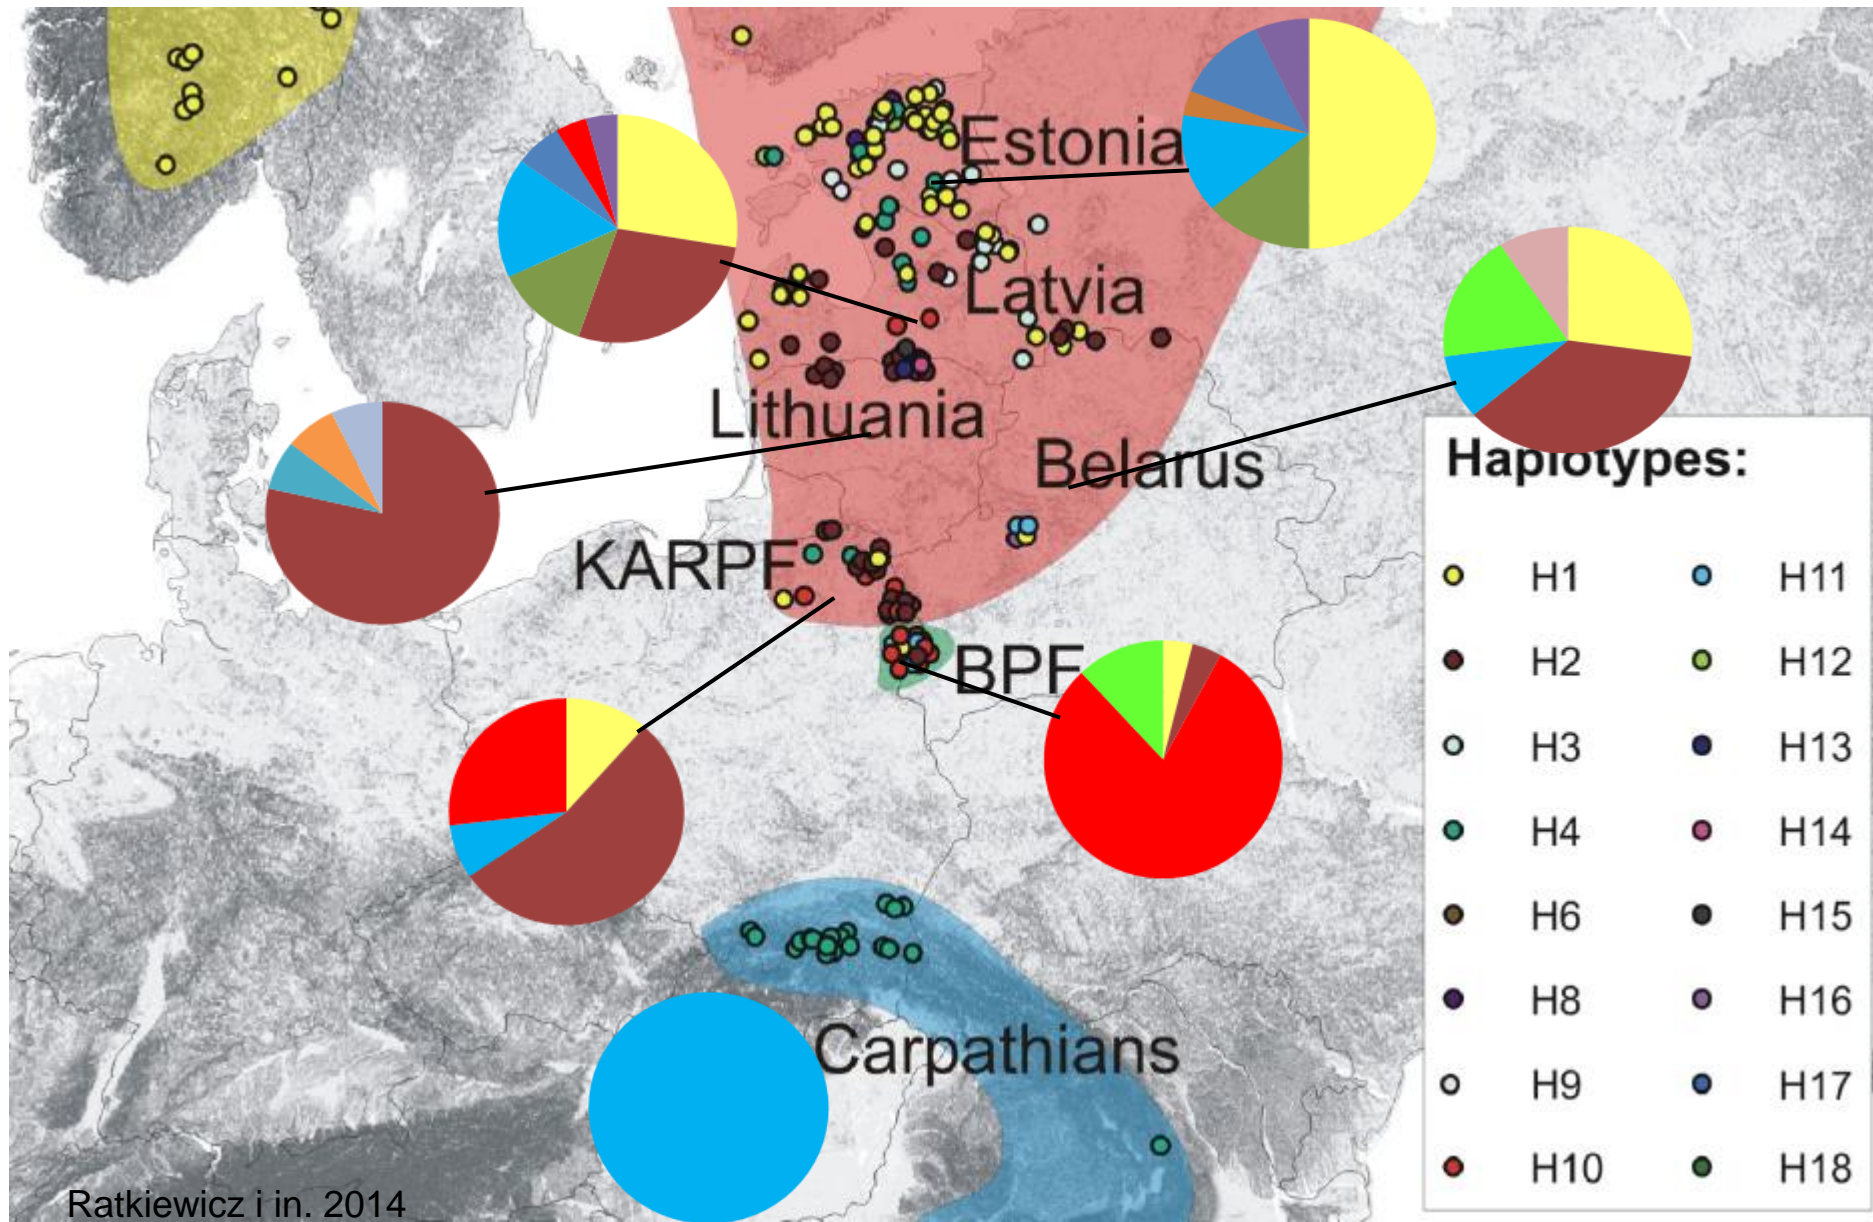 Estonia
Latvia
Lithuania
Belarus
KARPF
BPF
Carpathians
Haplotypes:
H1 H11
H2 H12
H3 H13
H4 H14
H6 H15
H8 H16
H9 H17
H10 H18
Ratkiewicz i in. 2014